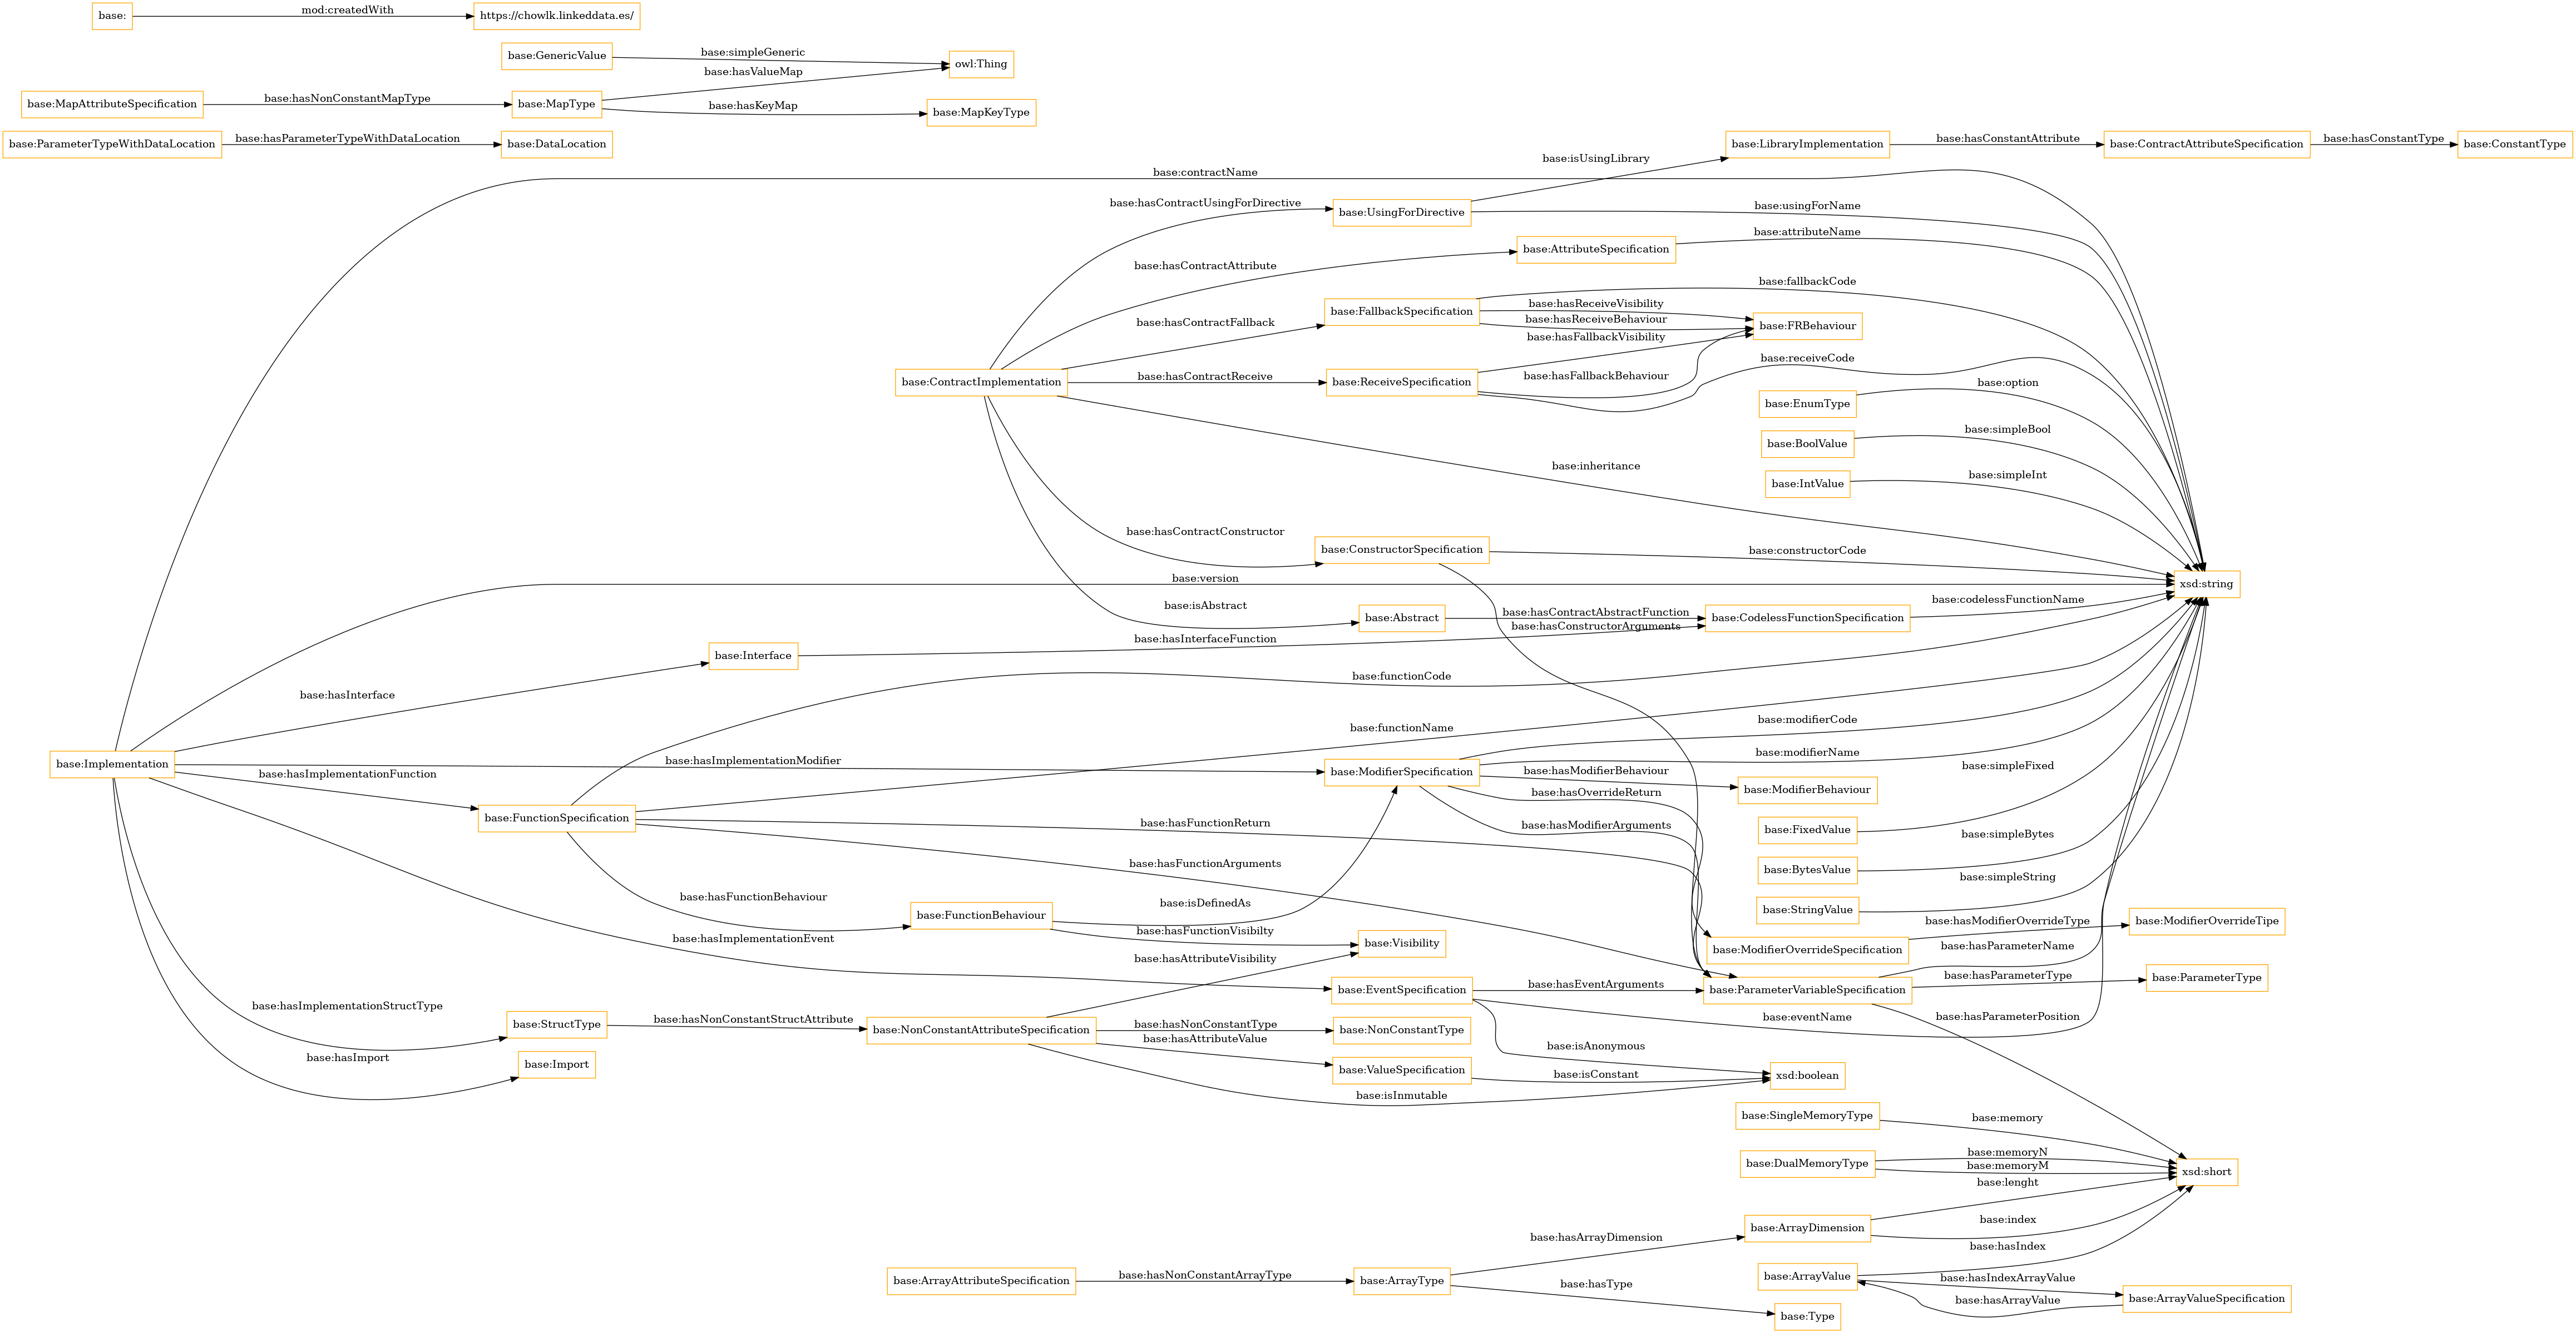 base:
mod:createdWith
https://chowlk.linkeddata.es/
base:GenericValue
base:simpleGeneric
owl:Thing
base:hasValueMap
base:MapAttributeSpecification
base:hasNonConstantMapType
base:MapType
base:hasKeyMap
base:MapKeyType
base:ParameterTypeWithDataLocation
base:hasParameterTypeWithDataLocation
base:DataLocation
base:LibraryImplementation
base:hasConstantAttribute
base:ContractAttributeSpecification
base:hasConstantType
base:ConstantType
base:isUsingLibrary
base:contractName
base:hasContractUsingForDirective
base:UsingForDirective
base:usingForName
base:AttributeSpecification
base:attributeName
base:hasContractAttribute
base:fallbackCode
base:FallbackSpecification
base:hasReceiveVisibility
base:hasContractFallback
base:hasReceiveBehaviour
base:FRBehaviour
base:hasFallbackVisibility
base:receiveCode
base:ContractImplementation
base:hasContractReceive
base:ReceiveSpecification
base:hasFallbackBehaviour
base:option
base:EnumType
base:simpleBool
base:BoolValue
base:inheritance
base:simpleInt
base:IntValue
base:hasContractConstructor
base:ConstructorSpecification
base:constructorCode
base:version
xsd:string
base:isAbstract
base:Abstract
base:hasContractAbstractFunction
base:CodelessFunctionSpecification
base:codelessFunctionName
base:hasConstructorArguments
base:Interface
base:hasInterfaceFunction
base:functionCode
base:hasInterface
base:functionName
base:modifierCode
base:Implementation
base:hasImplementationModifier
base:ModifierSpecification
base:modifierName
base:hasImplementationFunction
base:hasModifierBehaviour
base:ModifierBehaviour
base:simpleFixed
base:hasOverrideReturn
base:FunctionSpecification
base:hasFunctionReturn
base:hasModifierArguments
base:FixedValue
base:simpleBytes
base:hasFunctionArguments
base:BytesValue
base:simpleString
base:hasFunctionBehaviour
base:FunctionBehaviour
base:isDefinedAs
base:StringValue
base:hasModifierOverrideType
base:ModifierOverrideTipe
base:hasFunctionVisibilty
base:Visibility
base:hasImplementationEvent
base:ModifierOverrideSpecification
base:hasParameterName
base:hasAttributeVisibility
base:hasParameterType
base:ParameterType
base:EventSpecification
base:hasEventArguments
base:ParameterVariableSpecification
base:hasImplementationStructType
base:eventName
base:hasParameterPosition
base:StructType
base:hasNonConstantStructAttribute
base:NonConstantAttributeSpecification
base:hasNonConstantType
base:NonConstantType
base:hasAttributeValue
base:isAnonymous
base:hasImport
base:Import
base:ValueSpecification
base:isConstant
xsd:boolean
base:isInmutable
base:SingleMemoryType
base:memory
base:DualMemoryType
base:memoryN
base:memoryM
xsd:short
base:lenght
base:ArrayDimension
base:index
base:hasArrayDimension
base:hasIndex
base:ArrayAttributeSpecification
base:hasNonConstantArrayType
base:ArrayType
base:ArrayValue
base:hasIndexArrayValue
base:hasType
base:hasArrayValue
base:ArrayValueSpecification
base:Type